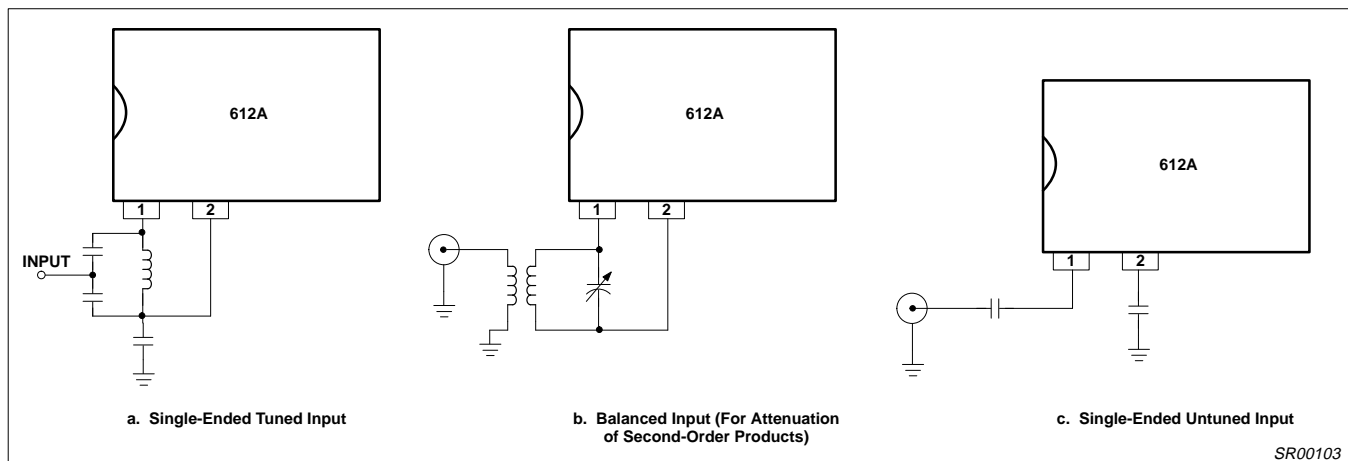 612A
1
2
INPUT
a. Single-Ended Tuned Input
612A
1
2
b. Balanced Input (For Attenuation
of Second-Order Products)
612A
1
2
c. Single-Ended Untuned Input
SR00103